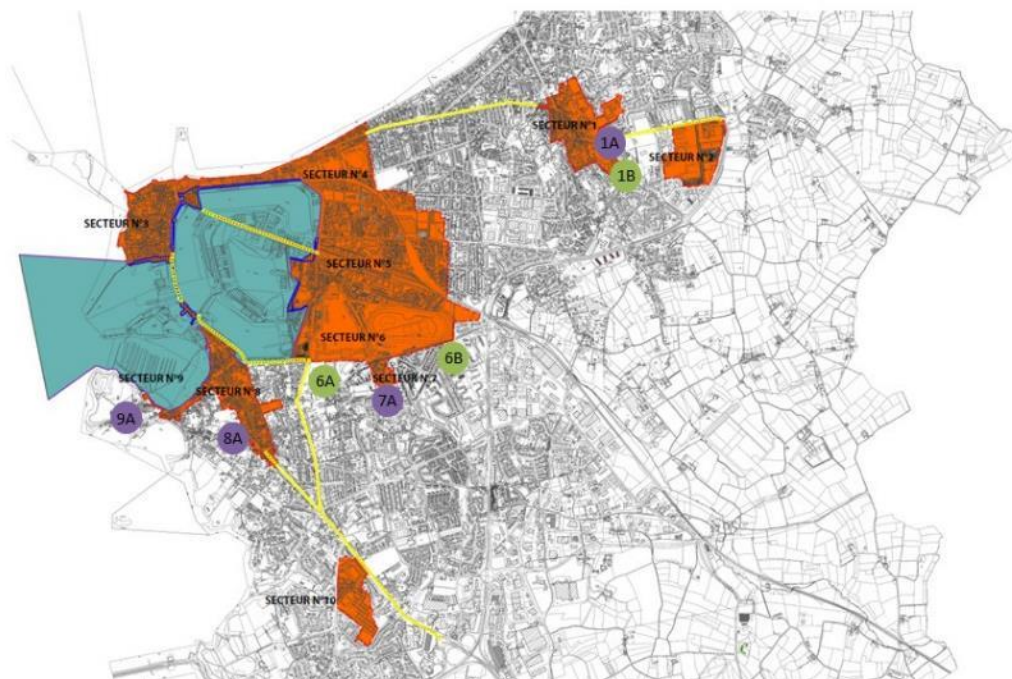 SECTEUR N°1
1A
SECTEUR N°2
1B
SECTEUR N°4
SECTEUR N°3
SECTEUR N°5
SECTEUR N°6
6B
SECTEUR N°9
SECTEUR N°8
6A
SECTEUR N°7
7A
9A
8A
SECTEUR N°10